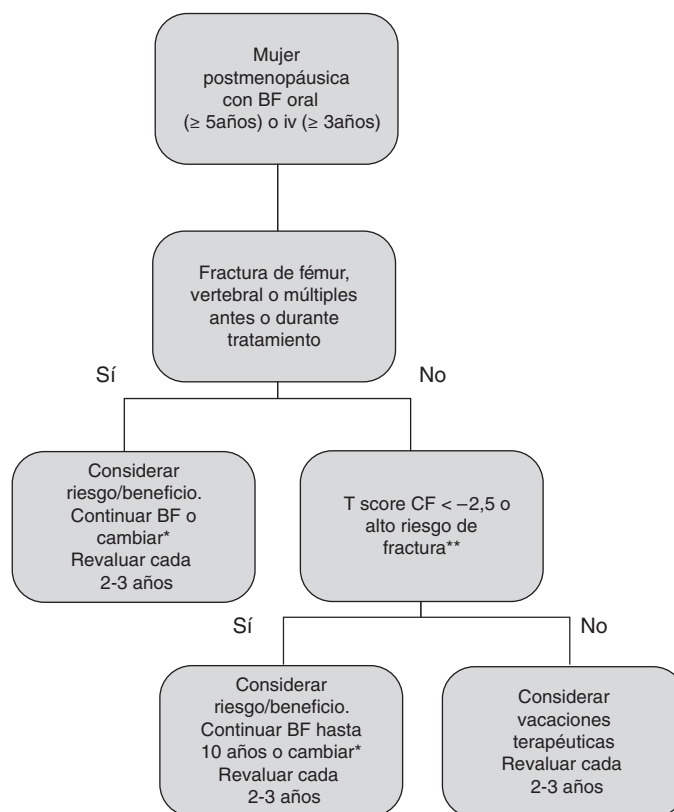 Mujer
postmenopáusica
con BF oral
(≥ 5años) o iv (≥ 3años)
Fractura de fémur,
vertebral o múltiples
antes o durante
tratamiento
Sí
No
Considerar
riesgo/beneficio.
Continuar BF o
cambiar*
Revaluar cada
2-3 años
T score CF < –2,5 o
alto riesgo de
fractura**
Sí
No
Considerar
riesgo/beneficio.
Continuar BF hasta
10 años o cambiar*
Revaluar cada
2-3 años
Considerar
vacaciones
terapéuticas
Revaluar cada
2-3 años